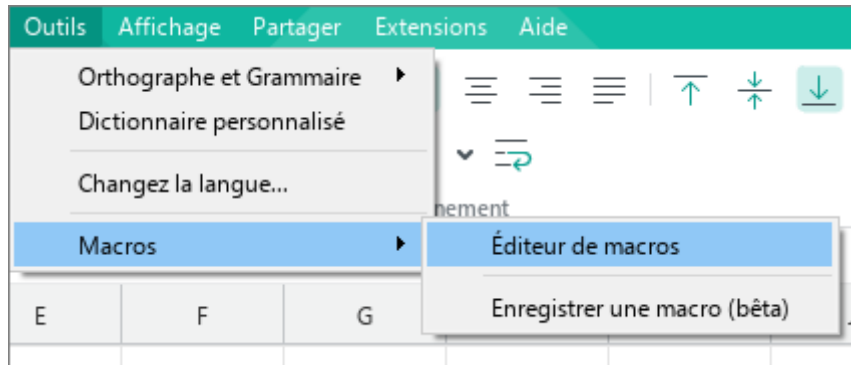 Outils Affichage Partager Extensions Aide
Orthographe et Grammaire
Dictionnaire personnalisé
Changez la langue...
nement
Macros
Éditeur de macros
Enregistrer une macro (bêta)
E F G